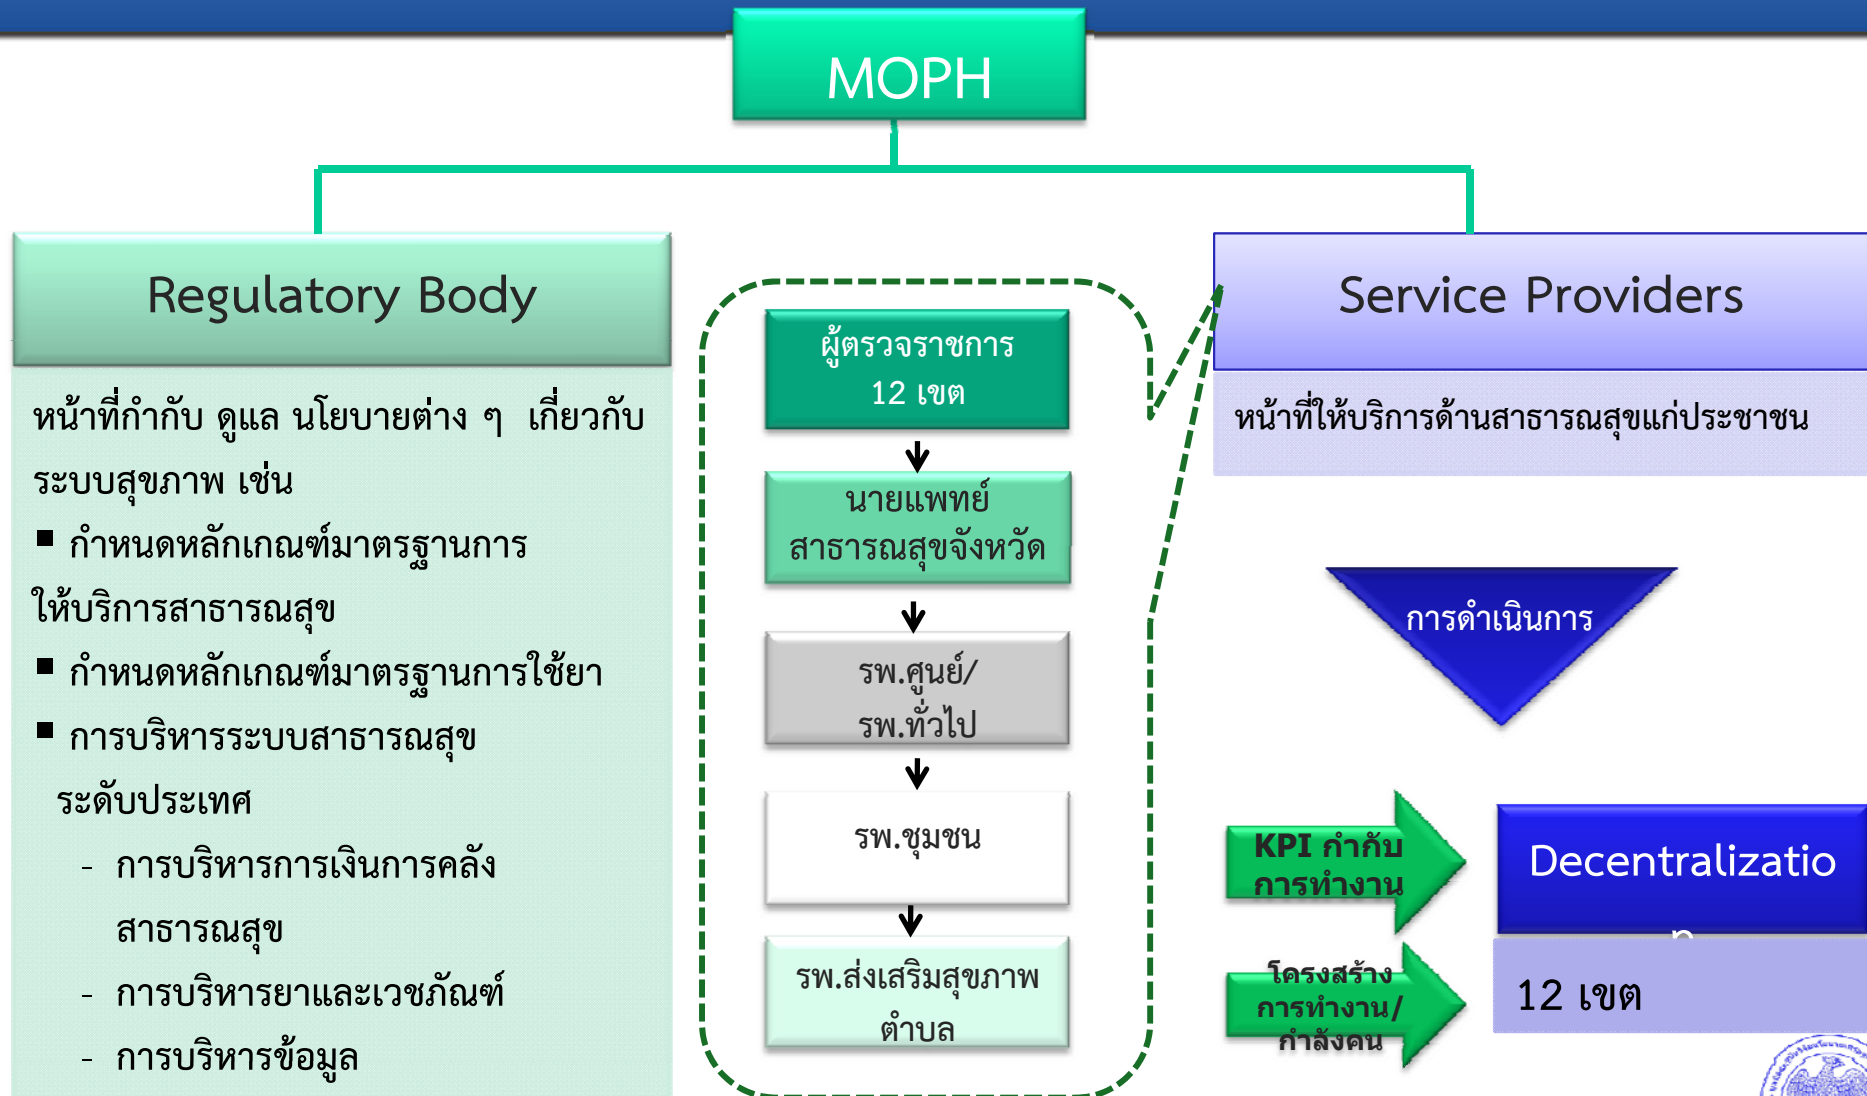 MOPH
Regulatory Body
หน้าที่กำกับ ดูแล นโยบายต่าง ๆ เกี่ยวกับ
ระบบสุขภาพ เช่น
▪ กำหนดหลักเกณฑ์มาตรฐานการ
ให้บริการสาธารณสุข
▪ กำหนดหลักเกณฑ์มาตรฐานการใช้ยา
▪ การบริหารระบบสาธารณสุข
ระดับประเทศ
- การบริหารการเงินการคลัง
สาธารณสุข
- การบริหารยาและเวชภัณฑ์
- การบริหารข้อมูล
ผู้ตรวจราชการ
12 เขต
นายแพทย์
สาธารณสุขจังหวัด
รพ.ศูนย์/
รพ.ทั่วไป
รพ.ชุมชน
รพ.ส่งเสริมสุขภาพ
ตำบล
Service Providers
หน้าที่ให้บริการด้านสาธารณสุขแก่ประชาชน
การดำเนินการ
KPI กำกับ
การทำงาน
โครงสร้าง
การทำงาน/
กำลังคน
Decentralizatio
n
12 เขต